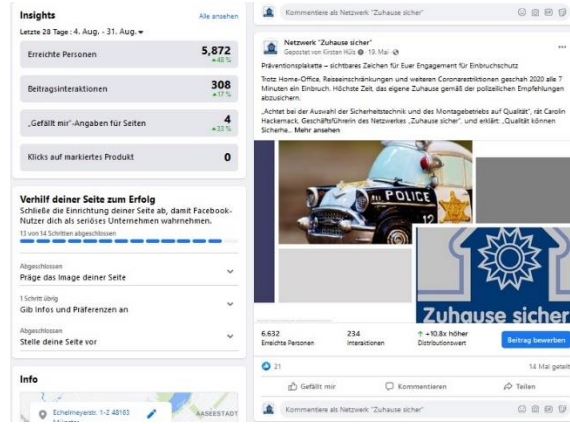 Insights
Alle ansehen
Letzte 28 Tage : 4. Aug. - 31. Aug.
Erreichte Personen
5,872
48 %
Beitragsinteraktionen
308
17 %
„Gefällt mir"-Angaben für Seiten
4
33 %
Klicks auf markiertes Produkt
0
Verhilf deiner Seite zum Erfolg
Schließe die Einrichtung deiner Seite ab, damit Facebook-
Nutzer dich als seriöses Unternehmen wahrnehmen.
13 von 14 Schritten abgeschlossen
Abgeschlossen
Präge das Image deiner Seite
1 Schritt übrig
Gib Infos und Präferenzen an
Abgeschlossen
Stelle deine Seite vor
Info
Echelmeyerstr. 1-2 48163
AASEESTADT
Kommentiere als Netzwerk "Zuhause sicher"
Netzwerk "Zuhause sicher"
Gepostet von Kirsten Hüls
19. Mai
Präventionsplakette – sichtbares Zeichen für Euer Engagement für Einbruchschutz
Trotz Home-Office, Reiseeinschränkungen und weiteren Coronarestriktionen geschah 2020 alle 7
Minuten ein Einbruch. Höchste Zeit, das eigene Zuhause gemäß der polizeilichen Empfehlungen
abzusichern.
„Achtet bei der Auswahl der Sicherheitstechnik und des Montagebetriebs auf Qualität", rät Carolin
Hackemack, Geschäftsführerin des Netzwerkes „Zuhause sicher", und erklärt: „Qualität können
Sicherhe... Mehr ansehen
POLICE
12
Zuhause sicher
6.632
Erreichte Personen
234
Interaktionen
+10,8x höher
Distributionswert
Beitrag bewerben
21
14 Mal geteilt
Gefällt mir
Kommentieren
Teilen
Kommentiere als Netzwerk "Zuhause sicher"